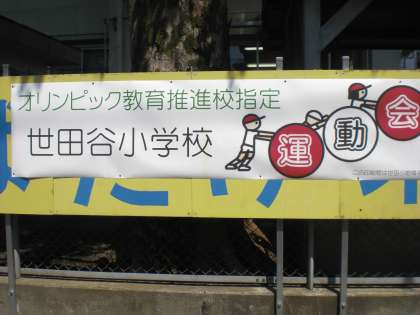 オリンピック教育推進校指定
世田谷小学校
運動会